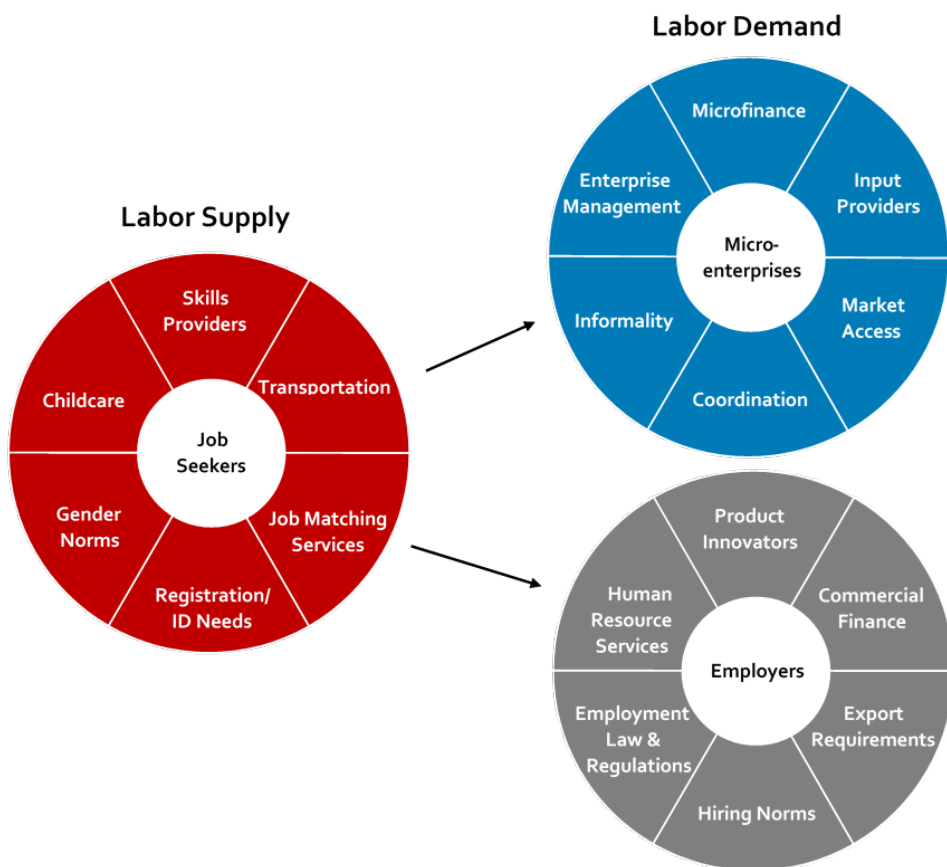 Labor Supply
Skills
Providers
Transportation
Job Matching
Services
Registration/
ID Needs
Gender
Norms
Childcare
Job
Seekers
Labor Demand
Microfinance
Input
Providers
Market
Access
Coordination
Informality
Enterprise
Management
Micro-
enterprises
Product
Innovators
Commercial
Finance
Export
Requirements
Hiring Norms
Employment
Law &
Regulations
Human
Resource
Services
Employers